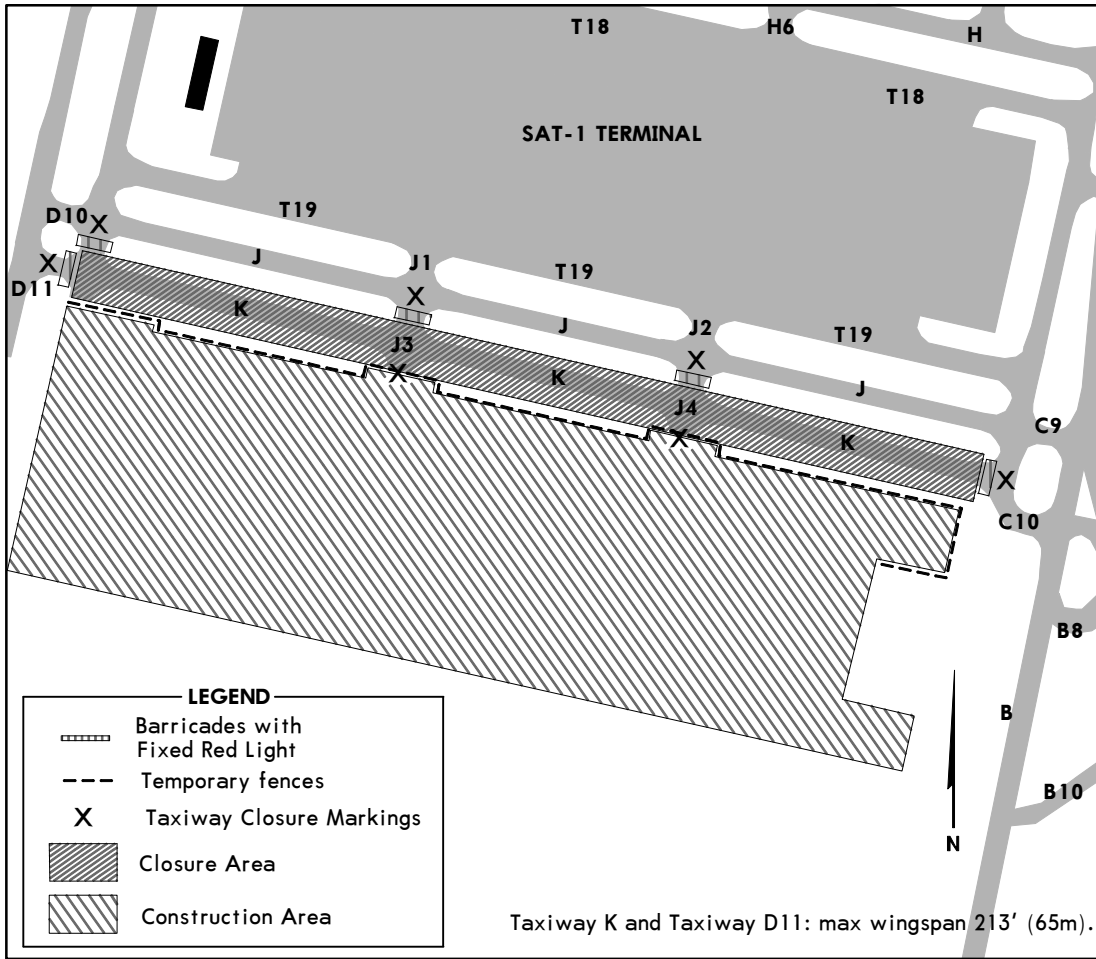 T18
H6
H
T18
SAT-1 TERMINAL
T19
D10
X
J
J1
T19
X
D11
X
K
J3
X
J
J2
T19
X
K
J4
X
J
K
C9
X
C10
B8
B
B10
N
LEGEND
Barricades with
Fixed Red Light
Temporary fences
X Taxiway Closure Markings
Closure Area
Construction Area
Taxiway K and Taxiway D11: max wingspan 213' (65m).